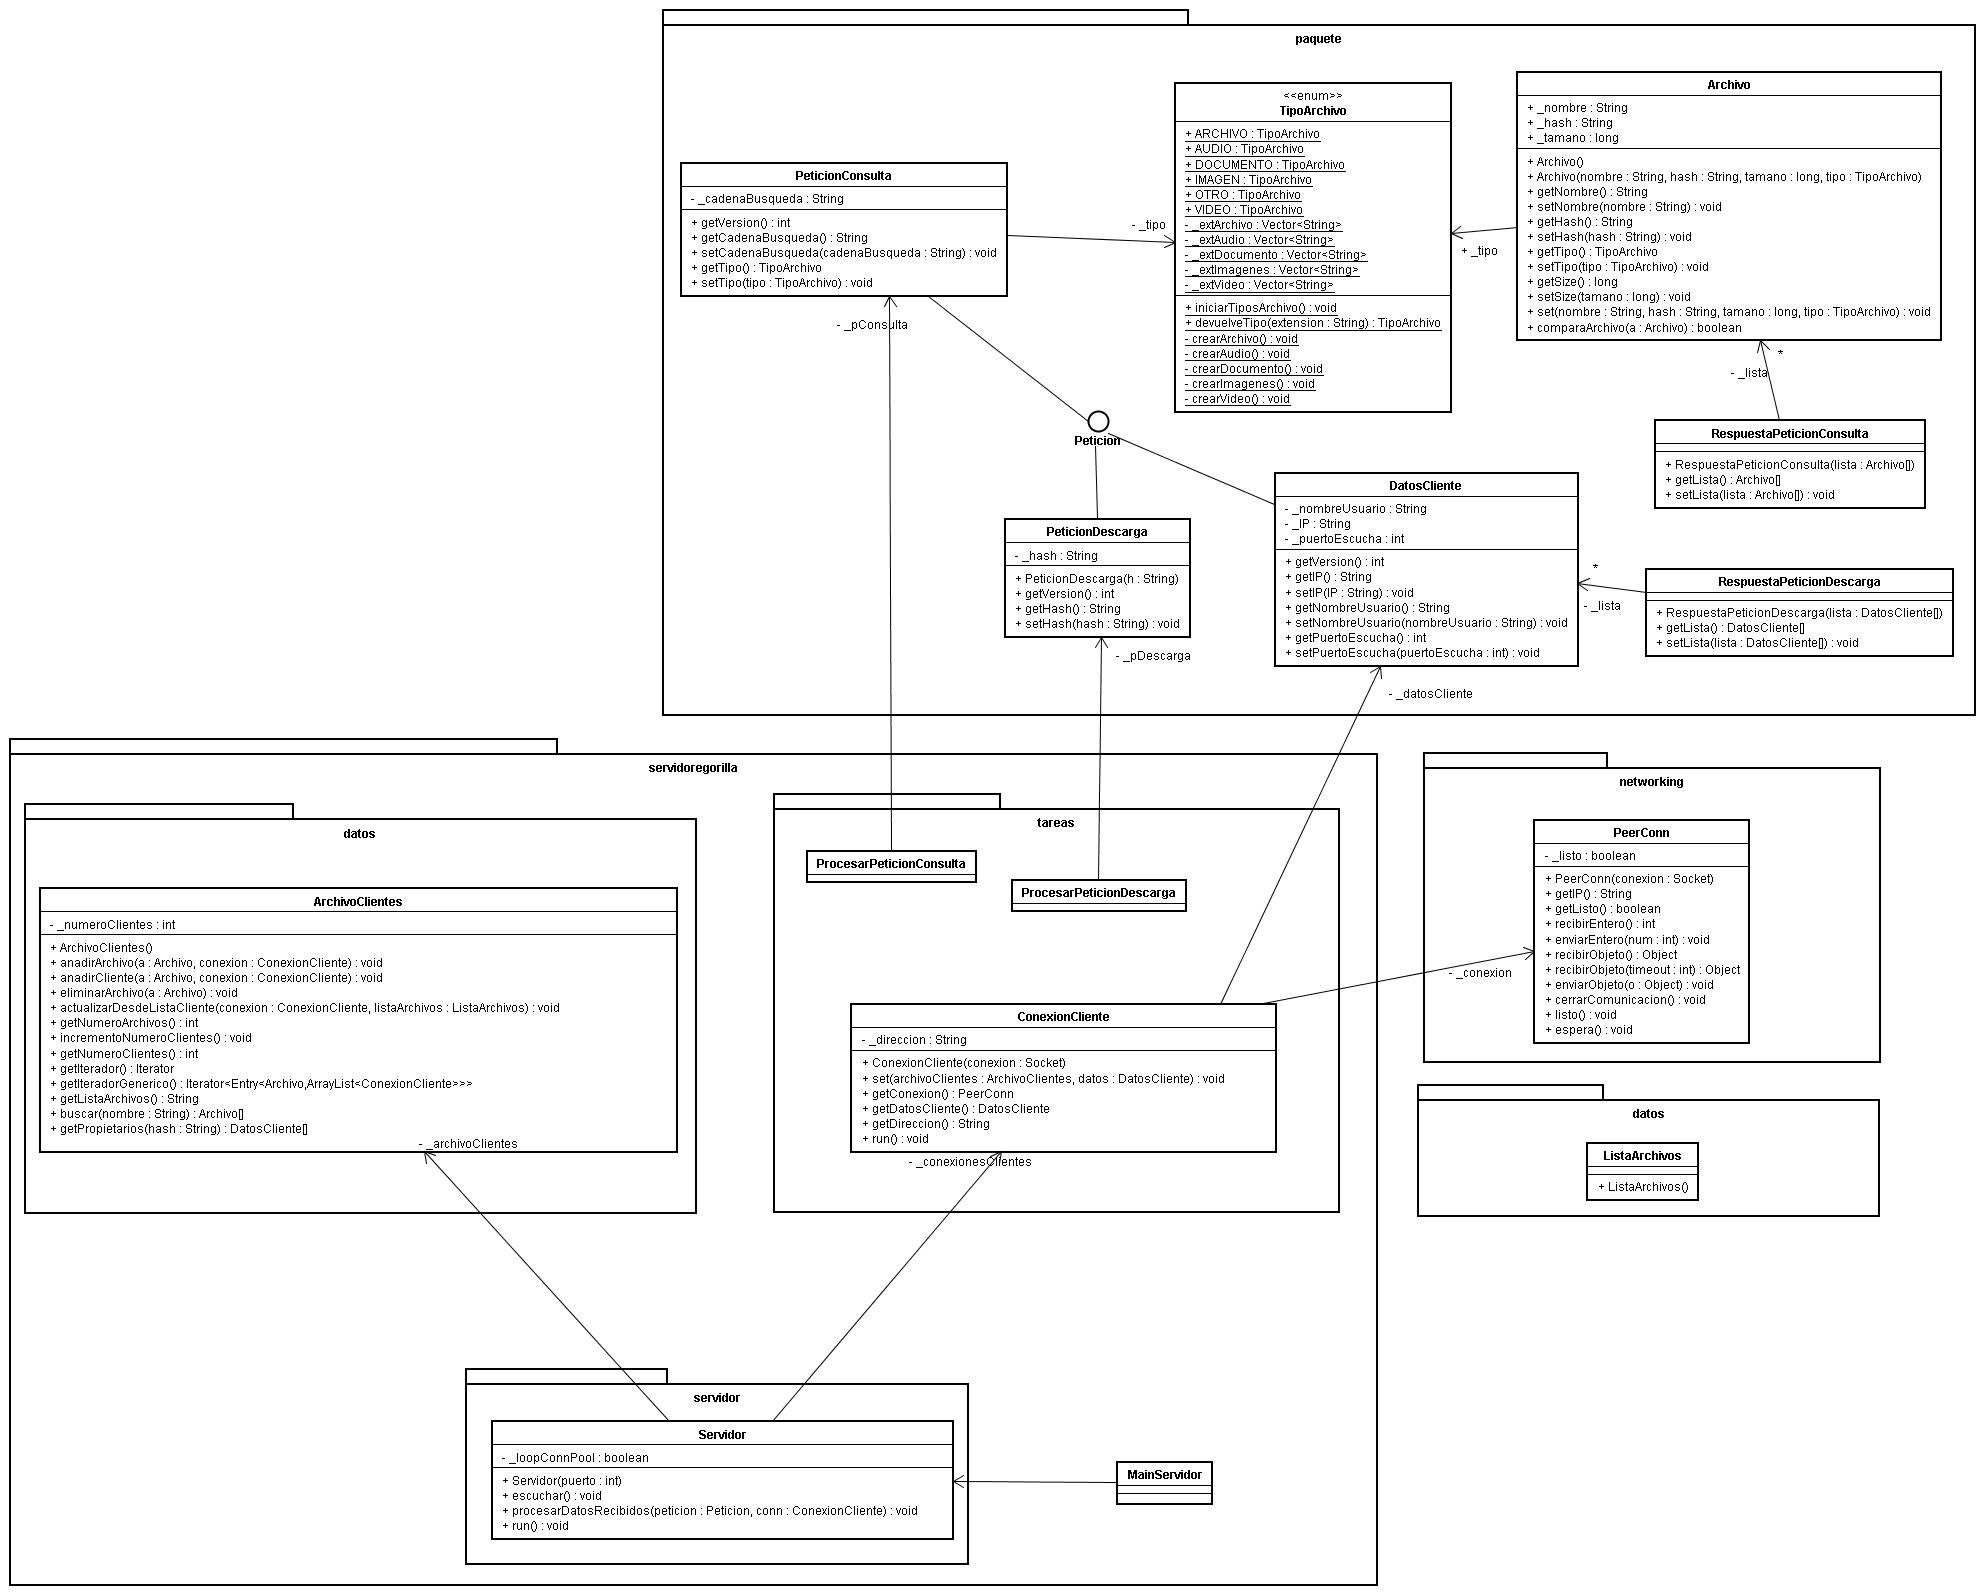 paquete
<<enum>>
TipoArchivo
+ ARCHIVO : TipoArchivo
+ AUDIO : TipoArchivo
+ DOCUMENTO : TipoArchivo
+ IMAGEN : TipoArchivo
+ OTRO : TipoArchivo
+ VIDEO : TipoArchivo
- _extArchivo : Vector<String>
- _extAudio : Vector<String>
- _extDocumento : Vector<String>
- _extImagenes : Vector<String>
- _extVideo : Vector<String>
+ iniciarTiposArchivo() : void
+ devuelveTipo(extension : String) : TipoArchivo
- crearArchivo() : void
- crearAudio() : void
- crearDocumento() : void
- crearImagenes() : void
- crearVideo() : void
Archivo
+ _nombre : String
+ _hash : String
+ _tamano : long
+ Archivo()
+ Archivo(nombre : String, hash : String, tamano : long, tipo : TipoArchivo)
+ getNombre() : String
+ setNombre(nombre : String) : void
+ getHash() : String
+ setHash(hash : String) : void
+ getTipo() : TipoArchivo
+ setTipo(tipo : TipoArchivo) : void
+ getSize() : long
+ setSize(tamano : long) : void
+ set(nombre : String, hash : String, tamano : long, tipo : TipoArchivo) : void
+ comparaArchivo(a : Archivo) : boolean
PeticionConsulta
- _cadenaBusqueda : String
+ getVersion() : int
+ getCadenaBusqueda() : String
+ setCadenaBusqueda(cadenaBusqueda : String) : void
+ getTipo() : TipoArchivo
+ setTipo(tipo : TipoArchivo) : void
- _tipo
+ _tipo
- _pConsulta
*
- _lista
Peticion
RespuestaPeticionConsulta
+ RespuestaPeticionConsulta(lista : Archivo[])
+ getLista() : Archivo[]
+ setLista(lista : Archivo[]) : void
DatosCliente
- _nombreUsuario : String
- _IP : String
- _puertoEscucha : int
+ getVersion() : int
+ getIP() : String
+ setIP(IP : String) : void
+ getNombreUsuario() : String
+ setNombreUsuario(nombreUsuario : String) : void
+ getPuertoEscucha() : int
+ setPuertoEscucha(puertoEscucha : int) : void
PeticionDescarga
- _hash : String
+ PeticionDescarga(h : String)
+ getVersion() : int
+ getHash() : String
+ setHash(hash : String) : void
*
- _lista
RespuestaPeticionDescarga
+ RespuestaPeticionDescarga(lista : DatosCliente[])
+ getLista() : DatosCliente[]
+ setLista(lista : DatosCliente[]) : void
- _pDescarga
- _datosCliente
servidoregorilla
datos
ArchivoClientes
- _numeroClientes : int
+ ArchivoClientes()
+ anadirArchivo(a : Archivo, conexion : ConexionCliente) : void
+ anadirCliente(a : Archivo, conexion : ConexionCliente) : void
+ eliminarArchivo(a : Archivo) : void
+ actualizarDesdeListaCliente(conexion : ConexionCliente, listaArchivos : ListaArchivos) : void
+ getNumeroArchivos() : int
+ incrementoNumeroClientes() : void
+ getNumeroClientes() : int
+ getIterador() : Iterator
+ getIteradorGenerico() : Iterator<Entry<Archivo,ArrayList<ConexionCliente>>>
+ getListaArchivos() : String
+ buscar(nombre : String) : Archivo[]
+ getPropietarios(hash : String) : DatosCliente[]
- _archivoClientes
tareas
ProcesarPeticionConsulta
ProcesarPeticionDescarga
ConexionCliente
- _direccion : String
+ ConexionCliente(conexion : Socket)
+ set(archivoClientes : ArchivoClientes, datos : DatosCliente) : void
+ getConexion() : PeerConn
+ getDatosCliente() : DatosCliente
+ getDireccion() : String
+ run() : void
- _conexionesClientes
- _conexion
networking
PeerConn
- _listo : boolean
+ PeerConn(conexion : Socket)
+ getIP() : String
+ getListo() : boolean
+ recibirEntero() : int
+ enviarEntero(num : int) : void
+ recibirObjeto() : Object
+ recibirObjeto(timeout : int) : Object
+ enviarObjeto(o : Object) : void
+ cerrarComunicacion() : void
+ listo() : void
+ espera() : void
datos
ListaArchivos
+ ListaArchivos()
servidor
Servidor
- _loopConnPool : boolean
+ Servidor(puerto : int)
+ escuchar() : void
+ procesarDatosRecibidos(peticion : Peticion, conn : ConexionCliente) : void
+ run() : void
MainServidor